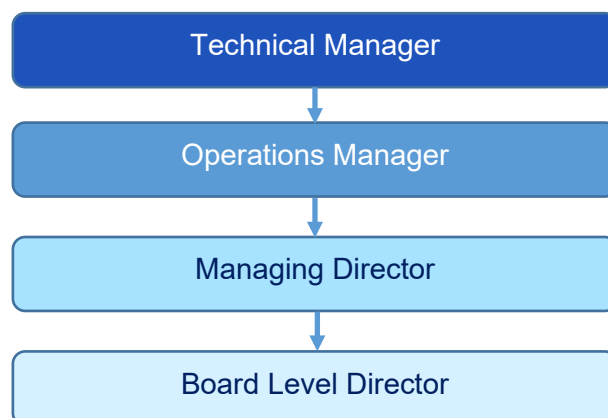 Technical Manager
Operations Manager
Managing Director
Board Level Director